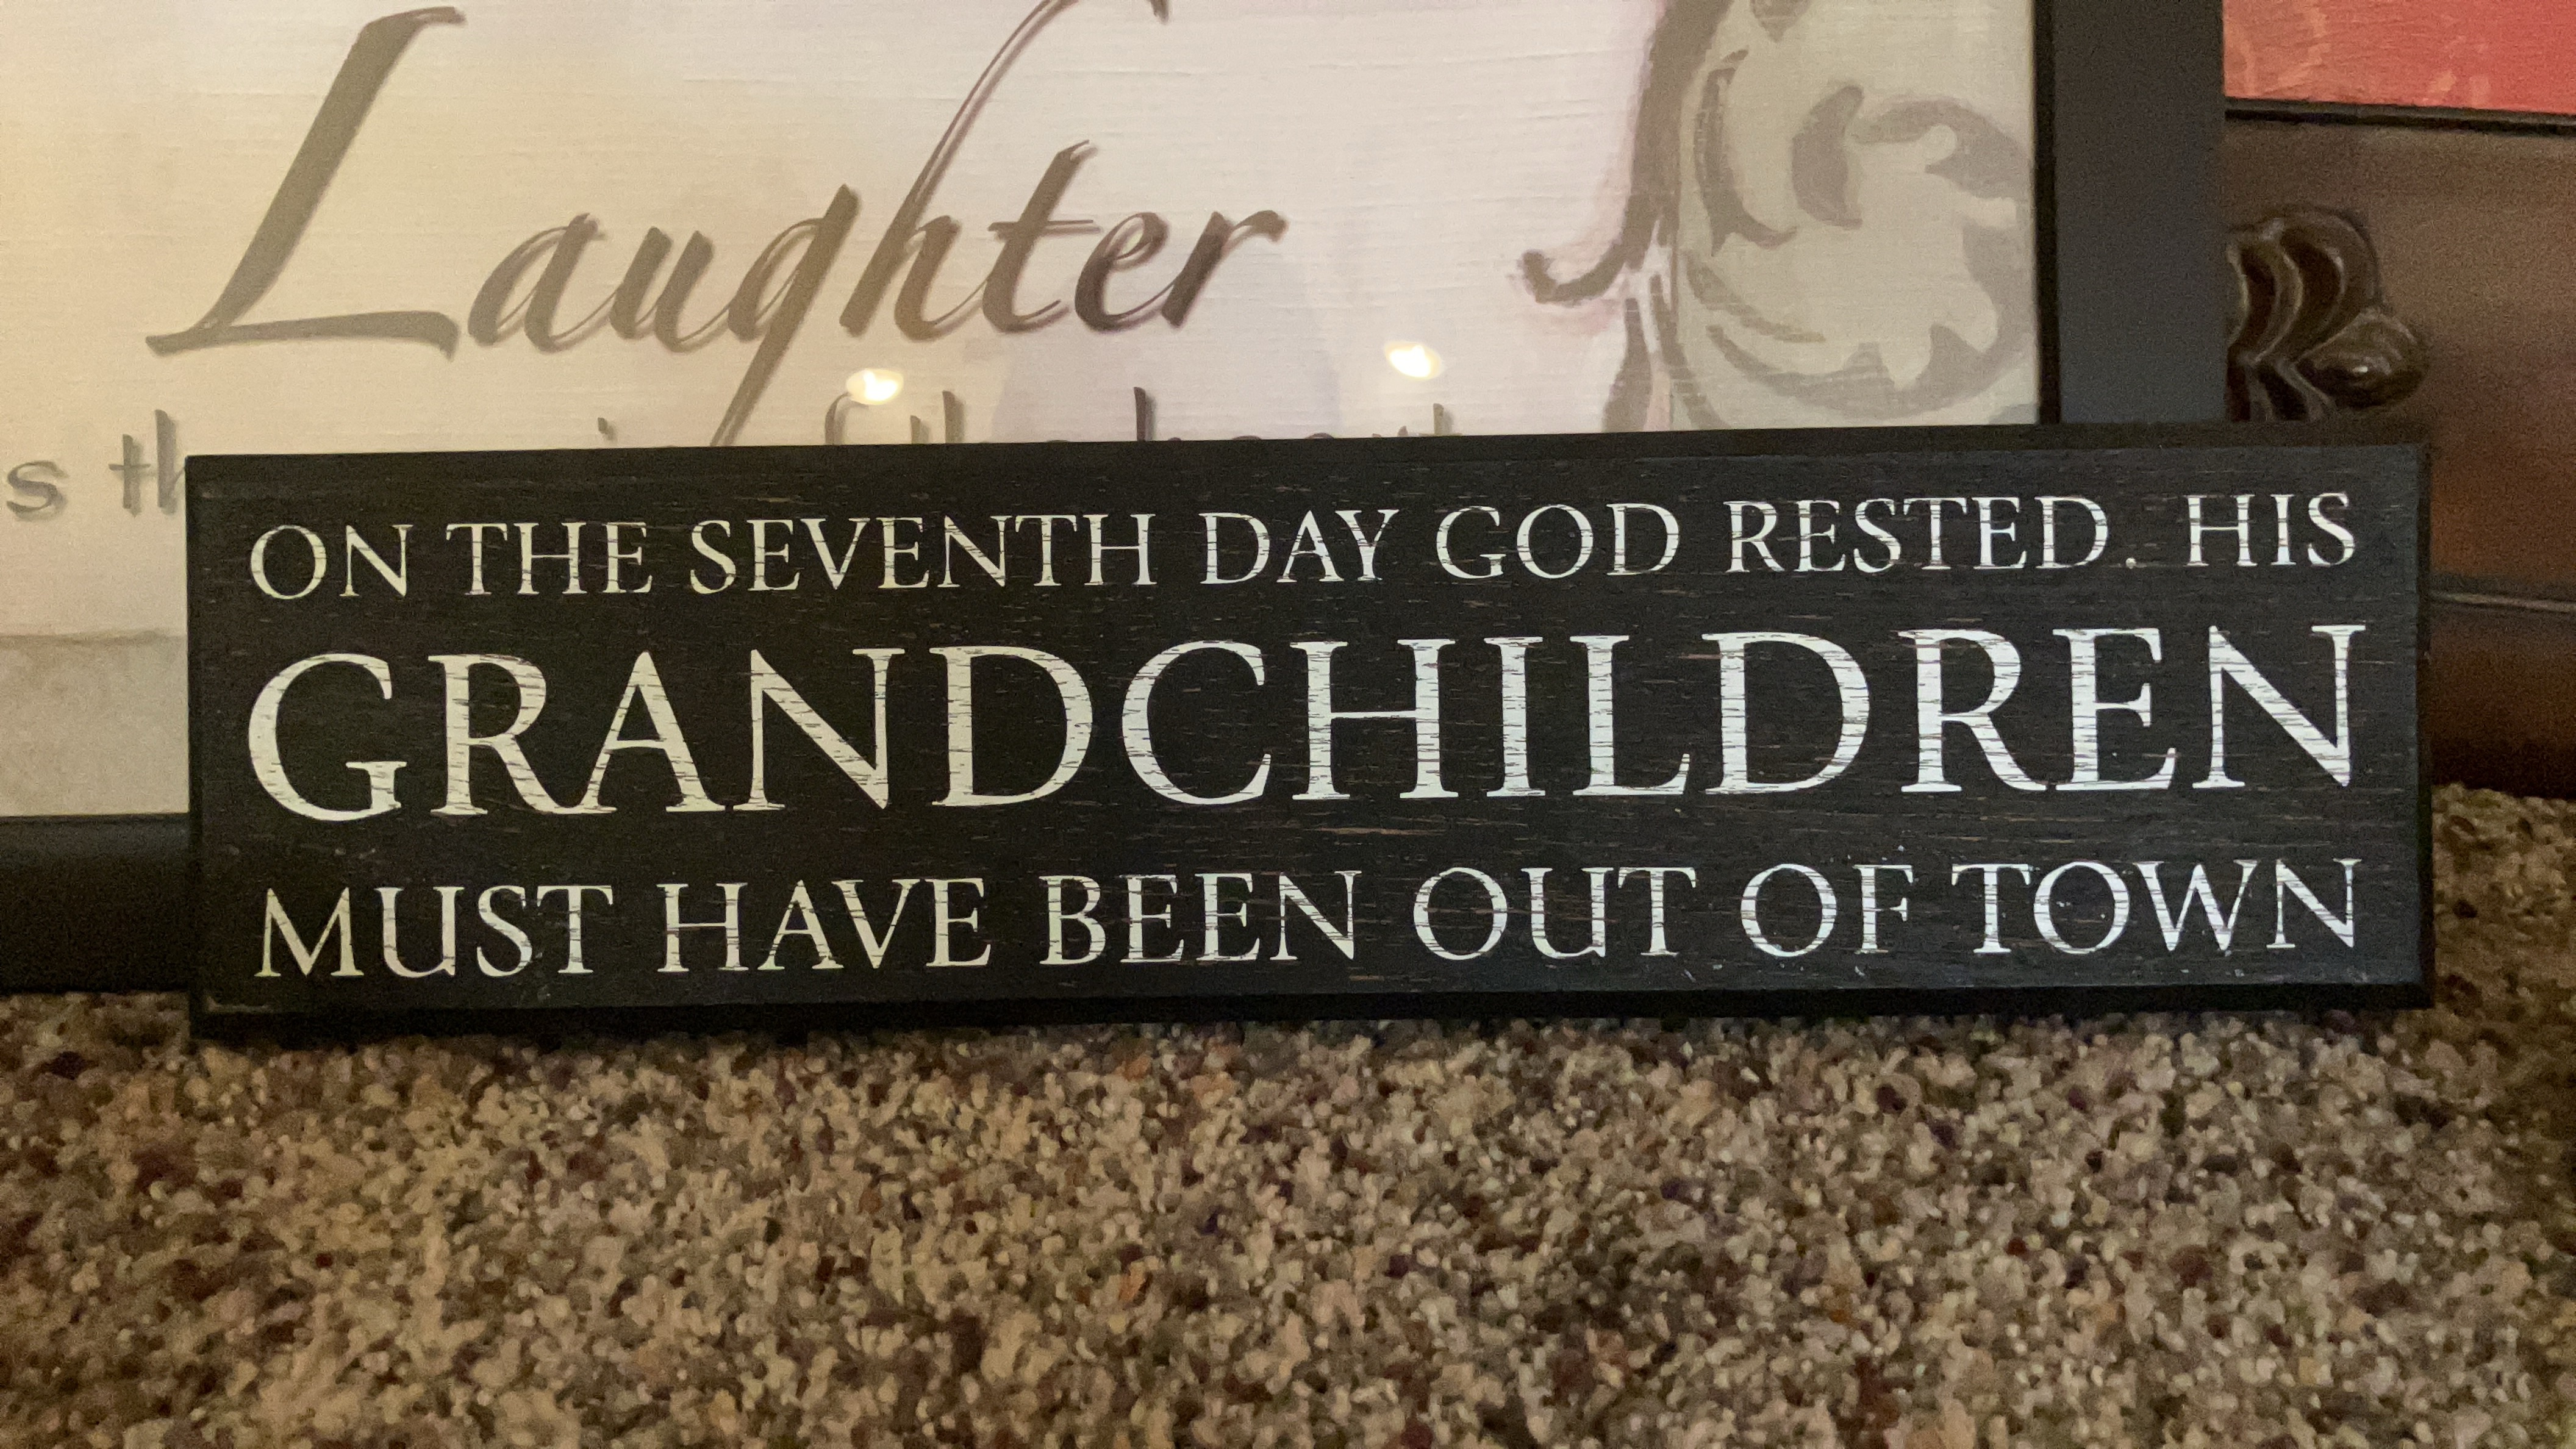 Laughter
ON THE SEVENTH DAY GOD RESTED. HIS
GRANDCHILDREN
MUST HAVE BEEN OUT OF TOWN